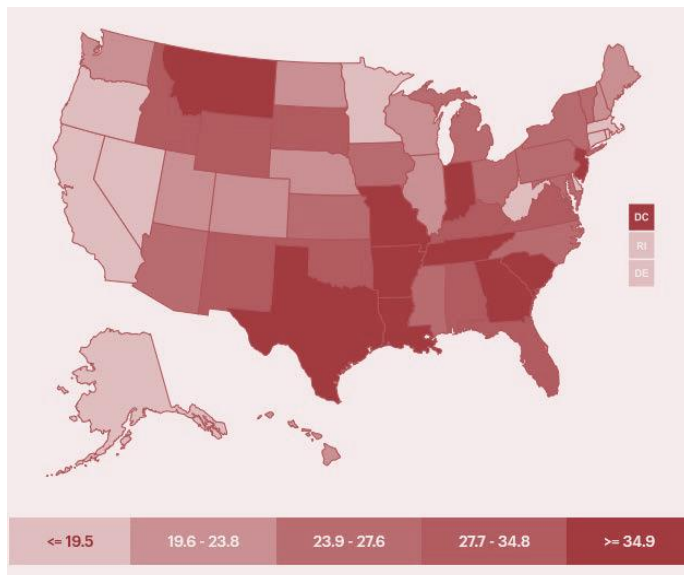 DC
RI
DE
<= 19.5
19.6 - 23.8
23.9 - 27.6
27.7 - 34.8
>= 34.9